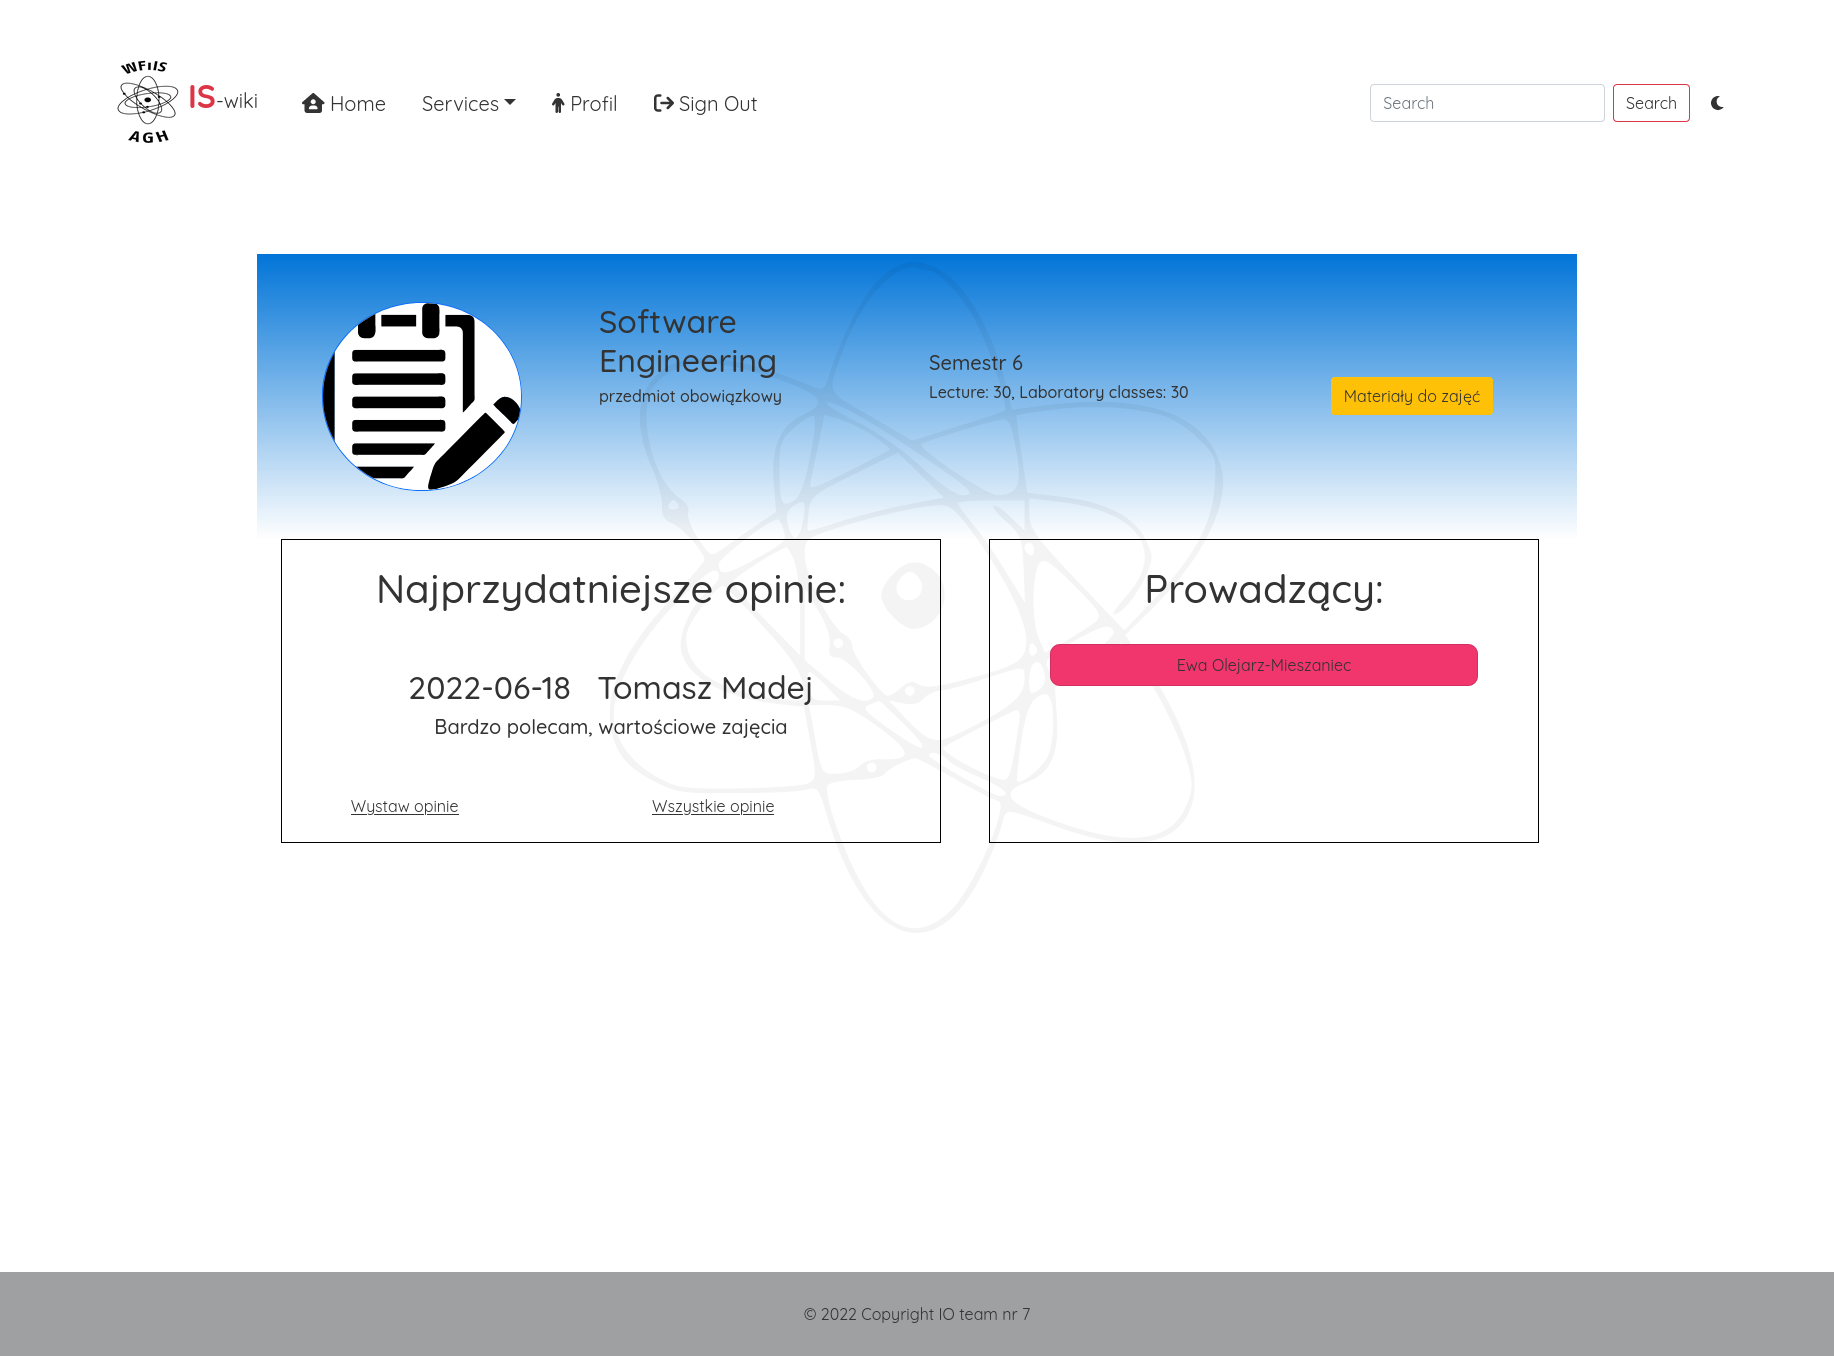 WFiIS
AGH
IS-wiki
Home
Services
Profil
Sign Out
Search
Search
Software
Engineering
przedmiot obowiązkowy
Semestr 6
Lecture: 30, Laboratory classes: 30
Materiały do zajęć
Najprzydatniejsze opinie:
2022-06-18 Tomasz Madej
Bardzo polecam, wartościowe zajęcia
Wystaw opinie
Wszystkie opinie
Prowadzący:
Ewa Olejarz-Mieszaniec
© 2022 Copyright IO team nr 7